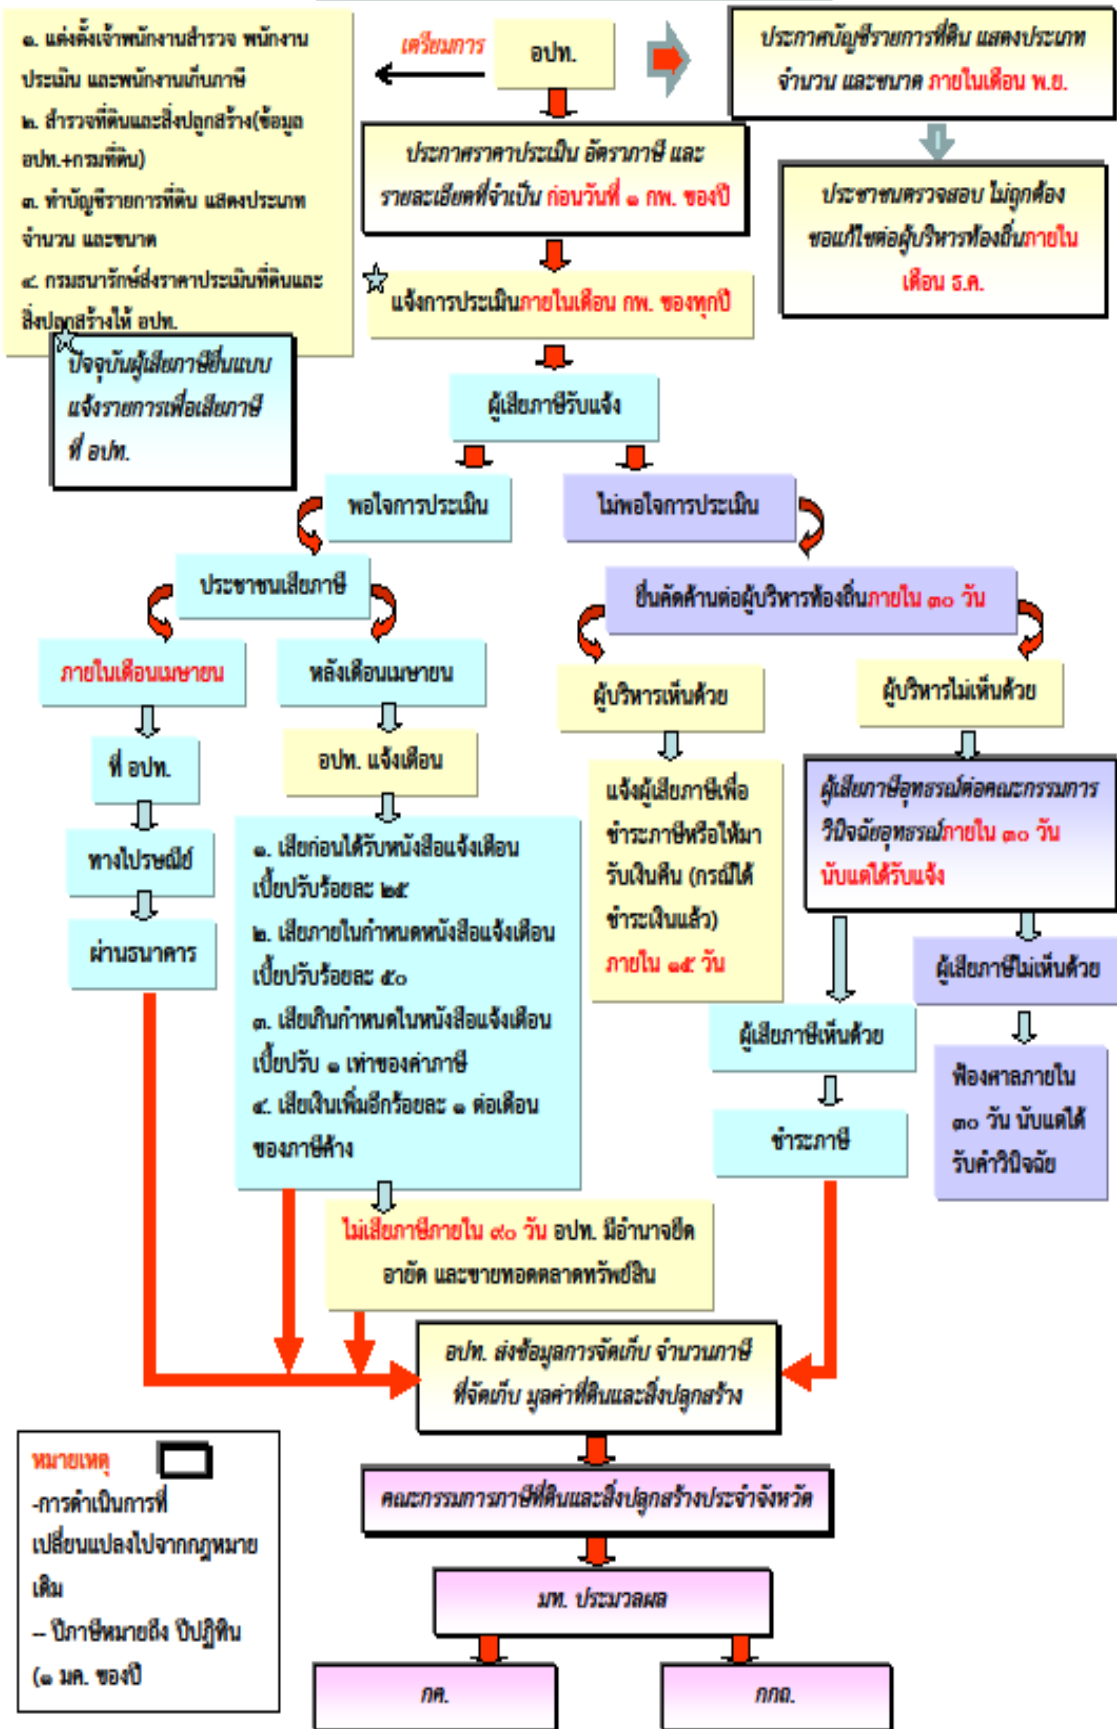 ๑. แต่งตั้งเจ้าพนักงานสำรวจ พนักงาน
ประเมิน และพนักงานเก็บภาษี
๒. สำรวจที่ดินและสิ่งปลูกสร้าง(ข้อมูล
อปท.+กรมที่ดิน)
๓. ทำบัญชีรายการที่ดิน แสดงประเภท
จำนวน และขนาด
๔. กรมธนารักษ์ส่งราคาประเมินที่ดินและ
สิ่งปลูกสร้างให้ อปท.
เตรียมการ
อปท.
ประกาศบัญชีรายการที่ดิน แสดงประเภท
จำนวน และขนาด ภายในเดือน พ.ย.
ประกาศราคาประเมิน อัตราภาษี และ
รายละเอียดที่จำเป็น ก่อนวันที่ ๑ กพ. ของปี
ประชาชนตรวจสอบ ไม่ถูกต้อง
ขอแก้ไขต่อผู้บริหารท้องถิ่นภายใน
เดือน ธ.ค.
แจ้งการประเมินภายในเดือน กพ. ของทุกปี
ปัจจุบันผู้เสียภาษียื่นแบบ
แจ้งรายการเพื่อเสียภาษี
ที่ อปท.
ผู้เสียภาษีรับแจ้ง
พอใจการประเมิน
ไม่พอใจการประเมิน
ประชาชนเสียภาษี
ยื่นคัดค้านต่อผู้บริหารท้องถิ่นภายใน ๓๐ วัน
ภายในเดือนเมษายน
หลังเดือนเมษายน
ผู้บริหารเห็นด้วย
ผู้บริหารไม่เห็นด้วย
ที่ อปท.
ทางไปรษณีย์
ผ่านธนาคาร
อปท. แจ้งเตือน
๑. เสียก่อนได้รับหนังสือแจ้งเตือน
เบี้ยปรับร้อยละ ๒๕
๒. เสียภายในกำหนดหนังสือแจ้งเตือน
เบี้ยปรับร้อยละ ๕๐
๓. เสียเกินกำหนดในหนังสือแจ้งเตือน
เบี้ยปรับ ๑ เท่าของค่าภาษี
๔. เสียเงินเพิ่มอีกร้อยละ ๑ ต่อเดือน
ของภาษีค้าง
แจ้งผู้เสียภาษีเพื่อ
ชำระภาษีหรือให้มา
รับเงินคืน (กรณีได้
ชำระเงินแล้ว)
ภายใน ๑๕ วัน
ผู้เสียภาษีอุทธรณ์ต่อคณะกรรมการ
วินิจฉัยอุทธรณ์ภายใน ๓๐ วัน
นับแต่ได้รับแจ้ง
ผู้เสียภาษีไม่เห็นด้วย
ผู้เสียภาษีเห็นด้วย
ฟ้องศาลภายใน
๓๐ วัน นับแต่ได้
รับคำวินิจฉัย
ชำระภาษี
ไม่เสียภาษีภายใน ๙๐ วัน อปท. มีอำนาจยึด
อายัด และขายทอดตลาดทรัพย์สิน
อปท. ส่งข้อมูลการจัดเก็บ จำนวนภาษี
ที่จัดเก็บ มูลค่าที่ดินและสิ่งปลูกสร้าง
คณะกรรมการภาษีที่ดินและสิ่งปลูกสร้างประจำจังหวัด
มท. ประมวลผล
กค.
กกถ.
หมายเหตุ
-การดำเนินการที่
เปลี่ยนแปลงไปจากกฎหมาย
เดิม
-- ปีภาษีหมายถึง ปีปฏิทิน
(๑ มค. ของปี